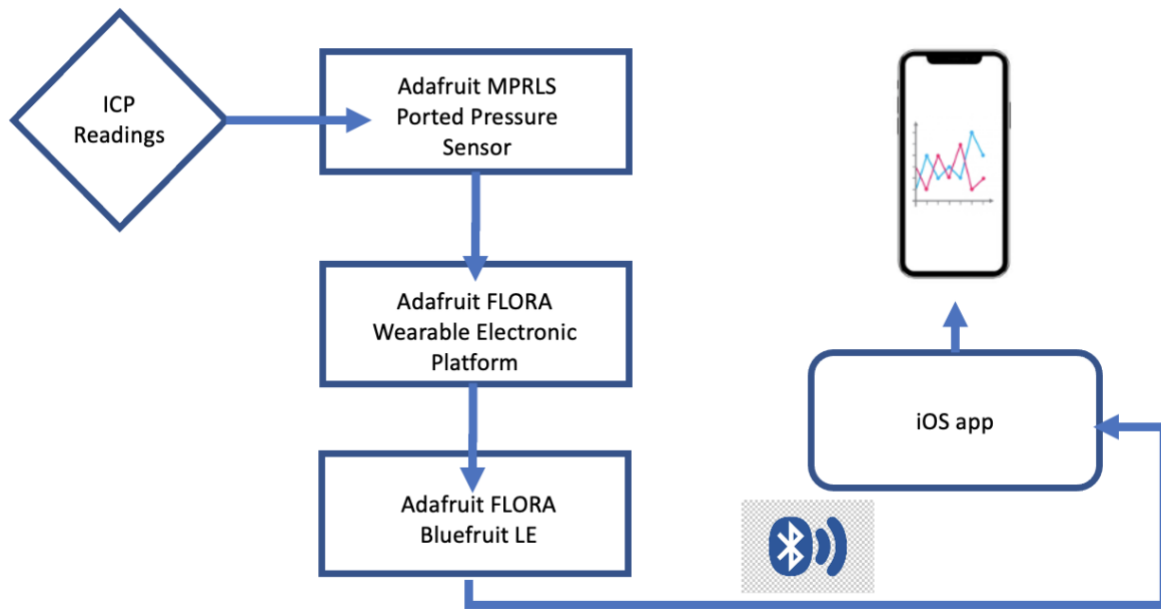 ICP
Readings
Adafruit MPRLS
Ported Pressure
Sensor
Adafruit FLORA
Wearable Electronic
Platform
Adafruit FLORA
Bluefruit LE
iOS app